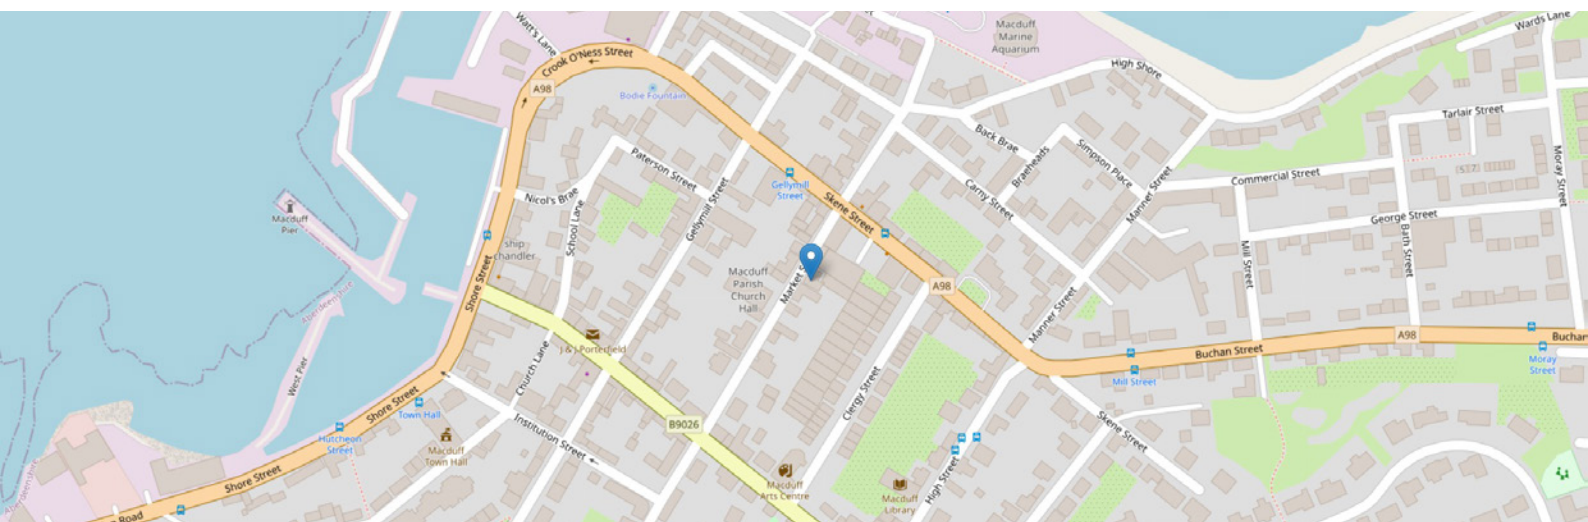 Watt's Lane
Crook O'Ness Street
A98
Bodie Fountain
Macduff
Marine
Aquarium
High Shore
Wards Lane
Tarlair Street
Moray Street
Back Brae
Braeheads
Simpson Place
Manner Street
Commercial Street
George Street
Bath Street
Mill Street
Carny Street
Paterson Street
Gellymill
Street
Skene Street
Nicol's Brae
School Lane
Gellymill Street
Macduff
Pier
ship
chandler
Shore Street
Aberdeenshire
Macduff
Parish
Church
Hall
Market
A98
Manner Street
A98
Buchan Street
Buchan
Moray
Street
Mill Street
J & J Porterfield
Church Lane
West Pier
Shore Street
Town Hall
Hutcheon
Street
Macduff
Town Hall
Institution Street
B9026
Clergy Street
Skene Street
High Street
Macduff
Arts Centre
Macduff
Library
Shore Street
Aberdeenshire
Road